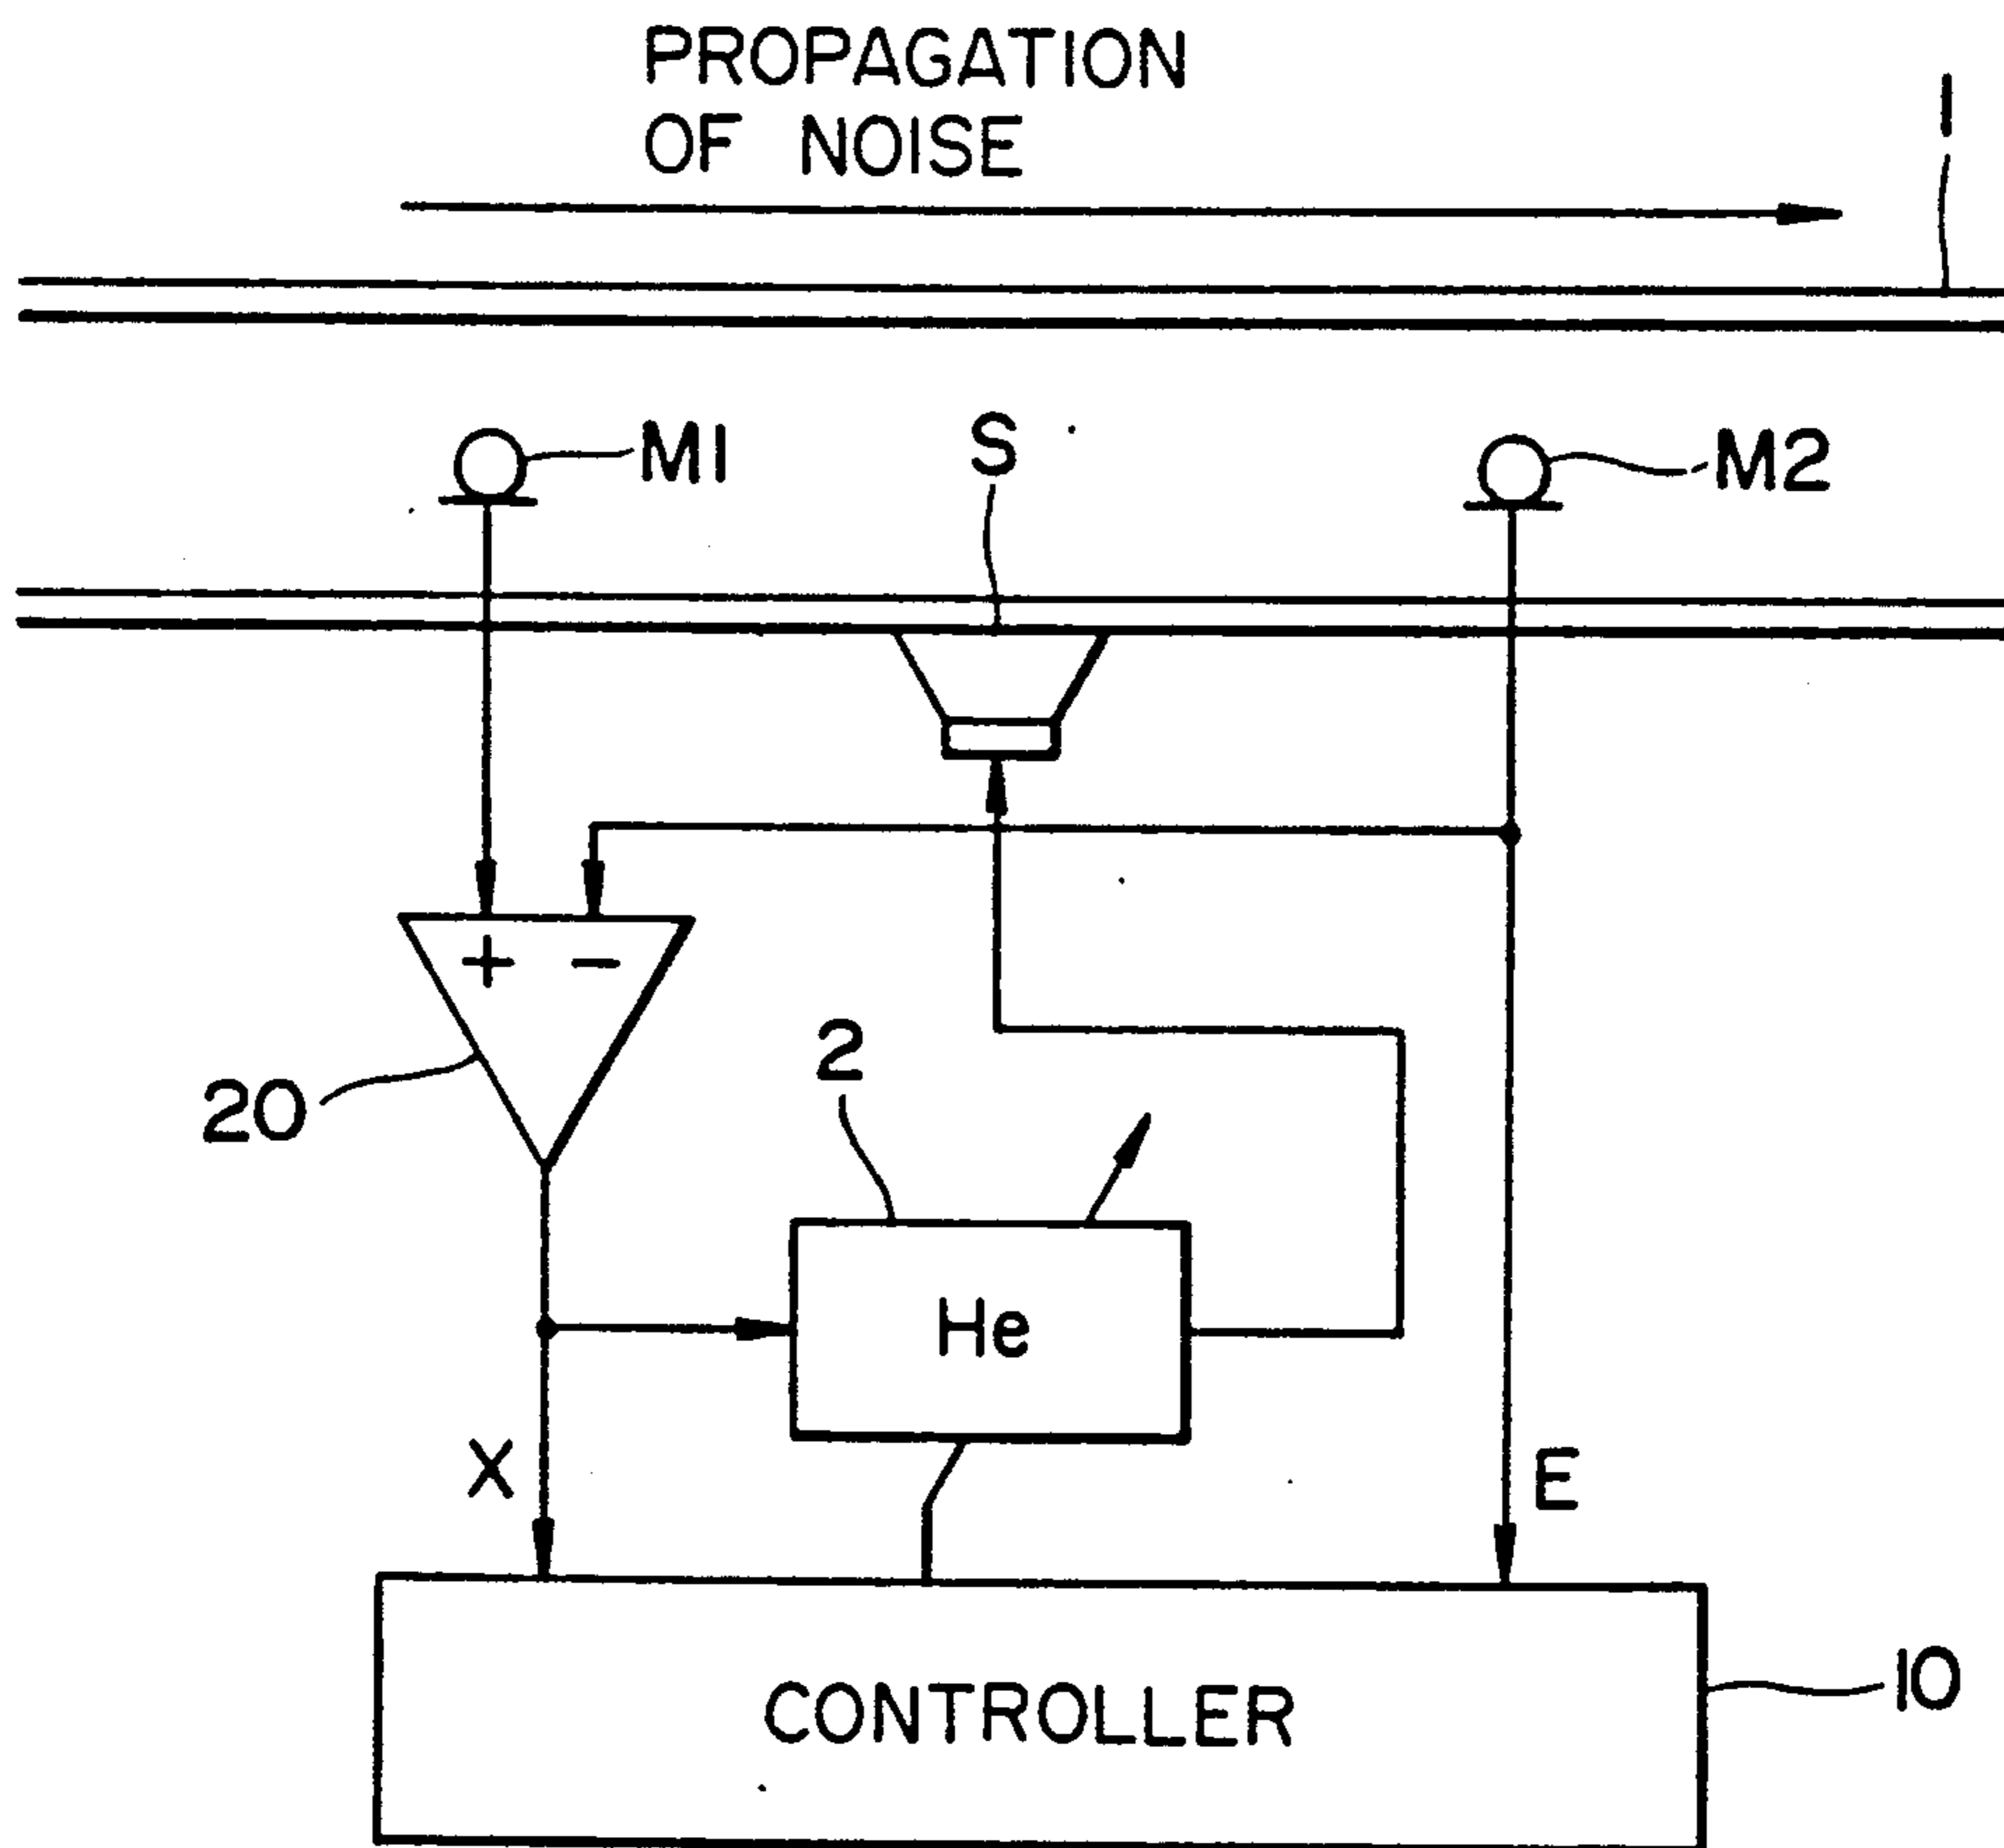 PROPAGATION
OF NOISE
1
M1
S
M2
+ −
20
2
He
X
E
CONTROLLER
10